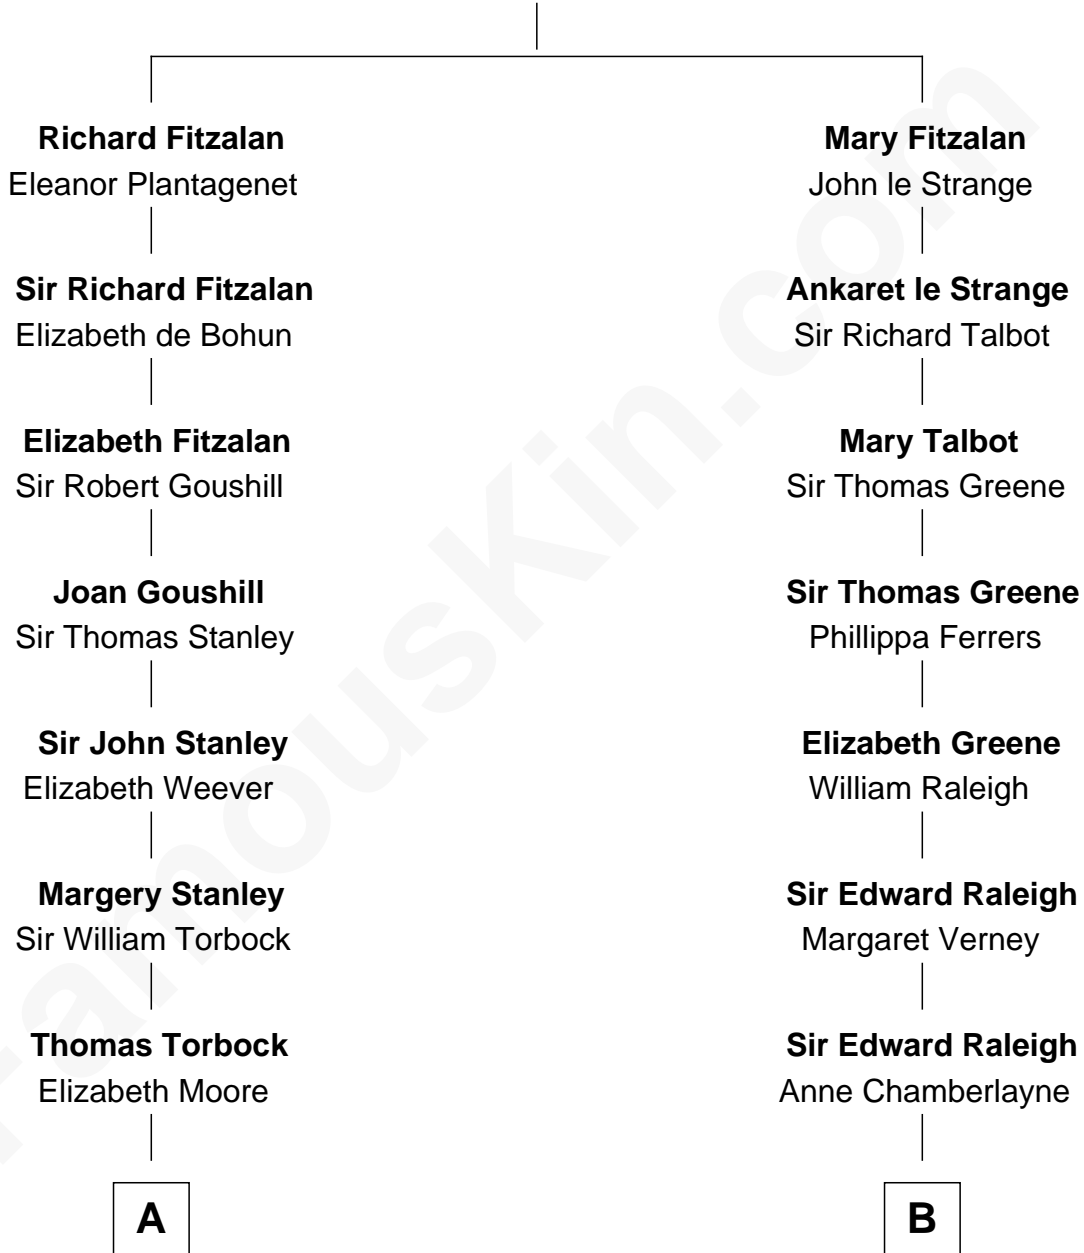 Richard Fitzalan
Eleanor Plantagenet
Mary Fitzalan
John le Strange
Sir Richard Fitzalan
Elizabeth de Bohun
Ankaret le Strange
Sir Richard Talbot
Elizabeth Fitzalan
Sir Robert Goushill
Mary Talbot
Sir Thomas Greene
Joan Goushill
Sir Thomas Stanley
Sir Thomas Greene
Phillippa Ferrers
Sir John Stanley
Elizabeth Weever
Elizabeth Greene
William Raleigh
Margery Stanley
Sir William Torbock
Sir Edward Raleigh
Margaret Verney
Thomas Torbock
Elizabeth Moore
Sir Edward Raleigh
Anne Chamberlayne
A
B
FamousKin.com